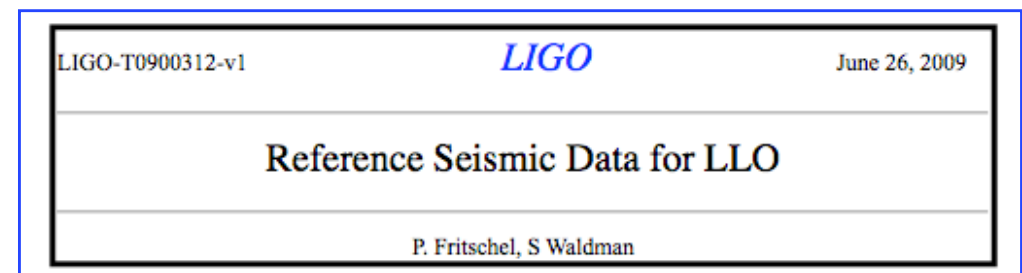 LIGO-T0900312-v1 LIGO June 26, 2009
Reference Seismic Data for LLO
P. Fritschel, S Waldman